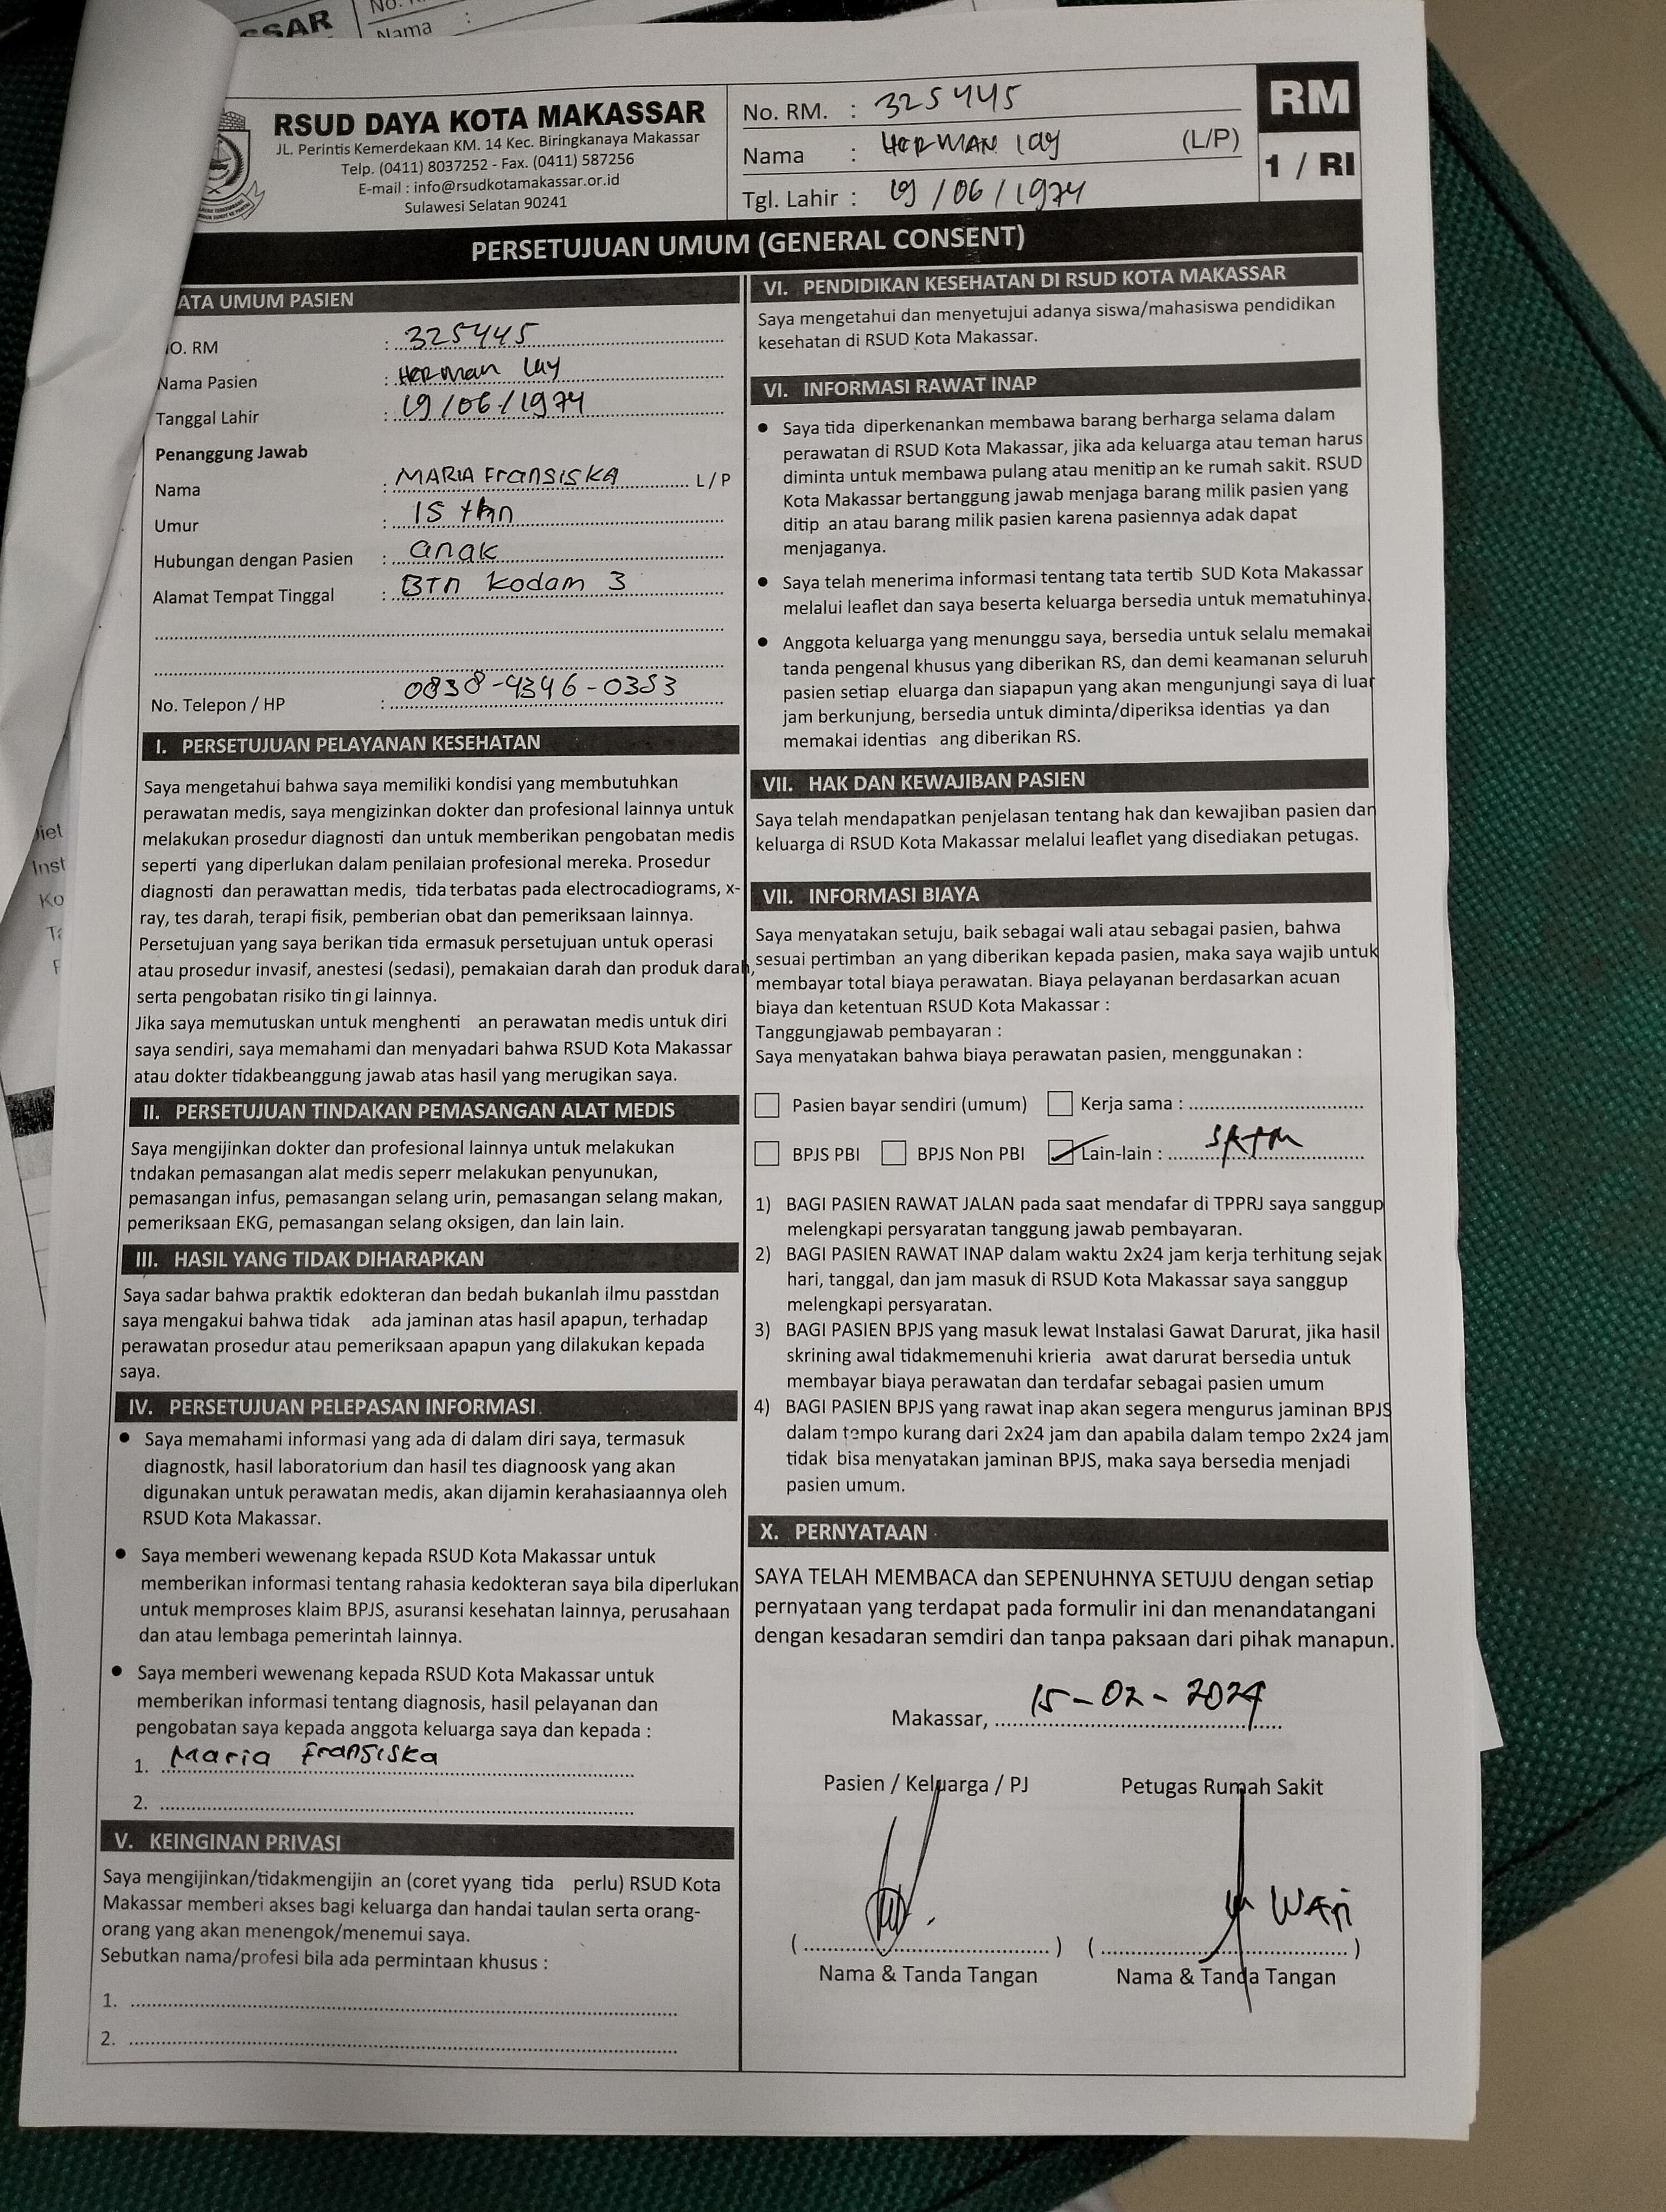 SSAR
No. R
Nama :
RSUD DAYA KOTA MAKASSAR
JL. Perintis Kemerdekaan KM. 14 Kec. Biringkanaya Makassar
Telp. (0411) 8037252 - Fax. (0411) 587256
E-mail : info@rsudkotamakassar.or.id
Sulawesi Selatan 90241
No. RM. : 325445
Nama : HERMAN lay (L/P)
Tgl. Lahir : 19/06/1974
RM
1 / RI
PERSETUJUAN UMUM (GENERAL CONSENT)
ATA UMUM PASIEN
O. RM : 325445
Nama Pasien : HerMan lay
Tanggal Lahir : 19/06/1974
Penanggung Jawab
Nama : MARIA FranSISKA L / P
Umur : 15 thn
Hubungan dengan Pasien : anak
Alamat Tempat Tinggal : BTn Kodam 3
No. Telepon / HP : 0838-4346-0353
I. PERSETUJUAN PELAYANAN KESEHATAN
Saya mengetahui bahwa saya memiliki kondisi yang membutuhkan
perawatan medis, saya mengizinkan dokter dan profesional lainnya untuk
melakukan prosedur diagnosti dan untuk memberikan pengobatan medis
seperti yang diperlukan dalam penilaian profesional mereka. Prosedur
diagnosti dan perawattan medis, tida terbatas pada electrocadiograms, x-
ray, tes darah, terapi fisik, pemberian obat dan pemeriksaan lainnya.
Persetujuan yang saya berikan tida ermasuk persetujuan untuk operasi
atau prosedur invasif, anestesi (sedasi), pemakaian darah dan produk darah,
serta pengobatan risiko tin gi lainnya.
Jika saya memutuskan untuk menghenti an perawatan medis untuk diri
saya sendiri, saya memahami dan menyadari bahwa RSUD Kota Makassar
atau dokter tidakbeanggung jawab atas hasil yang merugikan saya.
II. PERSETUJUAN TINDAKAN PEMASANGAN ALAT MEDIS
Saya mengijinkan dokter dan profesional lainnya untuk melakukan
tndakan pemasangan alat medis seperr melakukan penyunukan,
pemasangan infus, pemasangan selang urin, pemasangan selang makan,
pemeriksaan EKG, pemasangan selang oksigen, dan lain lain.
III. HASIL YANG TIDAK DIHARAPKAN
Saya sadar bahwa praktik edokteran dan bedah bukanlah ilmu passtdan
saya mengakui bahwa tidak ada jaminan atas hasil apapun, terhadap
perawatan prosedur atau pemeriksaan apapun yang dilakukan kepada
saya.
IV. PERSETUJUAN PELEPASAN INFORMASI
• Saya memahami informasi yang ada di dalam diri saya, termasuk
diagnostk, hasil laboratorium dan hasil tes diagnoosk yang akan
digunakan untuk perawatan medis, akan dijamin kerahasiaannya oleh
RSUD Kota Makassar.
• Saya memberi wewenang kepada RSUD Kota Makassar untuk
memberikan informasi tentang rahasia kedokteran saya bila diperlukan
untuk memproses klaim BPJS, asuransi kesehatan lainnya, perusahaan
dan atau lembaga pemerintah lainnya.
• Saya memberi wewenang kepada RSUD Kota Makassar untuk
memberikan informasi tentang diagnosis, hasil pelayanan dan
pengobatan saya kepada anggota keluarga saya dan kepada :
1. Maria FranSiska
2.
V. KEINGINAN PRIVASI
Saya mengijinkan/tidakmengijin an (coret yyang tida perlu) RSUD Kota
Makassar memberi akses bagi keluarga dan handai taulan serta orang-
orang yang akan menengok/menemui saya.
Sebutkan nama/profesi bila ada permintaan khusus :
1.
2.
VI. PENDIDIKAN KESEHATAN DI RSUD KOTA MAKASSAR
Saya mengetahui dan menyetujui adanya siswa/mahasiswa pendidikan
kesehatan di RSUD Kota Makassar.
VI. INFORMASI RAWAT INAP
• Saya tida diperkenankan membawa barang berharga selama dalam
perawatan di RSUD Kota Makassar, jika ada keluarga atau teman harus
diminta untuk membawa pulang atau menitip an ke rumah sakit. RSUD
Kota Makassar bertanggung jawab menjaga barang milik pasien yang
ditip an atau barang milik pasien karena pasiennya adak dapat
menjaganya.
• Saya telah menerima informasi tentang tata tertib SUD Kota Makassar
melalui leaflet dan saya beserta keluarga bersedia untuk mematuhinya.
• Anggota keluarga yang menunggu saya, bersedia untuk selalu memakai
tanda pengenal khusus yang diberikan RS, dan demi keamanan seluruh
pasien setiap eluarga dan siapapun yang akan mengunjungi saya di luar
jam berkunjung, bersedia untuk diminta/diperiksa identias ya dan
memakai identias ang diberikan RS.
VII. HAK DAN KEWAJIBAN PASIEN
Saya telah mendapatkan penjelasan tentang hak dan kewajiban pasien dan
keluarga di RSUD Kota Makassar melalui leaflet yang disediakan petugas.
VII. INFORMASI BIAYA
Saya menyatakan setuju, baik sebagai wali atau sebagai pasien, bahwa
sesuai pertimban an yang diberikan kepada pasien, maka saya wajib untuk
membayar total biaya perawatan. Biaya pelayanan berdasarkan acuan
biaya dan ketentuan RSUD Kota Makassar :
Tanggungjawab pembayaran :
Saya menyatakan bahwa biaya perawatan pasien, menggunakan :
Pasien bayar sendiri (umum) Kerja sama :
BPJS PBI BPJS Non PBI Lain-lain :
1) BAGI PASIEN RAWAT JALAN pada saat mendafar di TPPRJ saya sanggup
melengkapi persyaratan tanggung jawab pembayaran.
2) BAGI PASIEN RAWAT INAP dalam waktu 2x24 jam kerja terhitung sejak
hari, tanggal, dan jam masuk di RSUD Kota Makassar saya sanggup
melengkapi persyaratan.
3) BAGI PASIEN BPJS yang masuk lewat Instalasi Gawat Darurat, jika hasil
skrining awal tidakmemenuhi krieria awat darurat bersedia untuk
membayar biaya perawatan dan terdafar sebagai pasien umum
4) BAGI PASIEN BPJS yang rawat inap akan segera mengurus jaminan BPJS
dalam tempo kurang dari 2x24 jam dan apabila dalam tempo 2x24 jam
tidak bisa menyatakan jaminan BPJS, maka saya bersedia menjadi
pasien umum.
X. PERNYATAAN
SAYA TELAH MEMBACA dan SEPENUHNYA SETUJU dengan setiap
pernyataan yang terdapat pada formulir ini dan menandatangani
dengan kesadaran semdiri dan tanpa paksaan dari pihak manapun.
Makassar, 15-02-2024
Pasien / Keluarga / PJ Petugas Rumah Sakit
Nama & Tanda Tangan Nama & Tanda Tangan
Diet
Inst
Ko